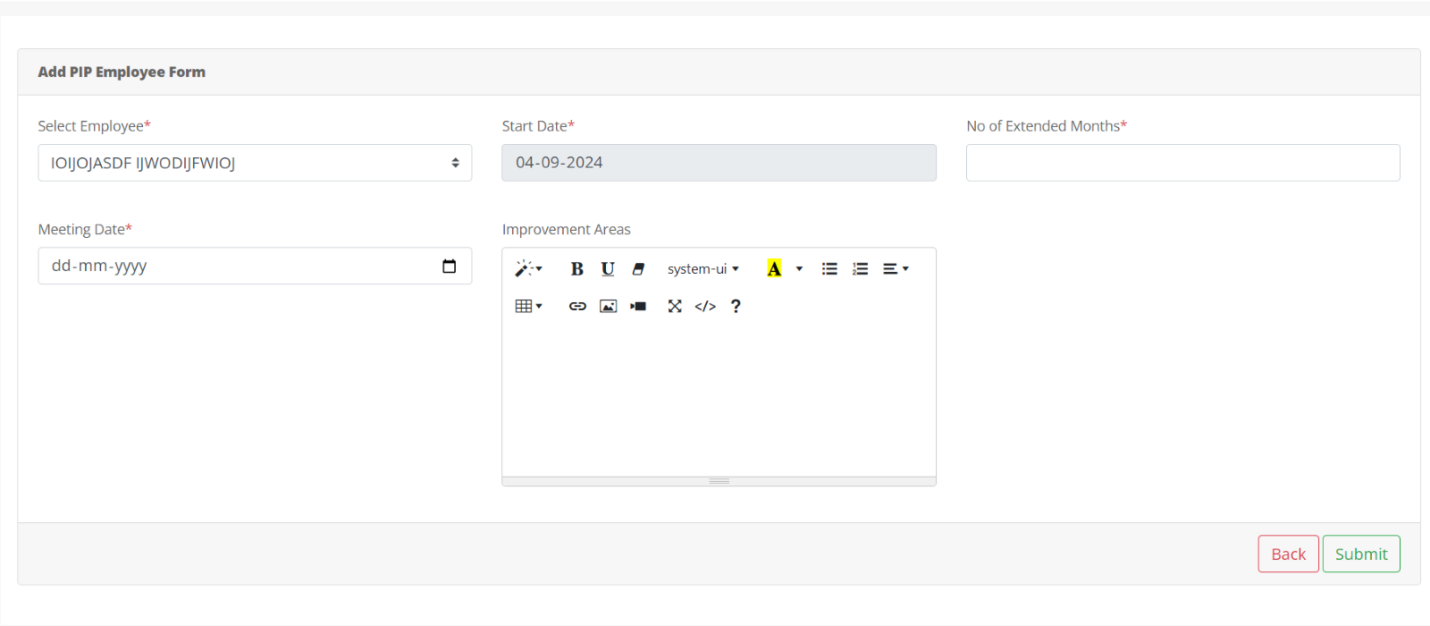 Add PIP Employee Form
Select Employee* Start Date* No of Extended Months*
IOIJOJASDF IJWODIJFWIOJ 04-09-2024
Meeting Date* Improvement Areas
dd-mm-yyyy
B U system-ui A
</> ?
Back Submit